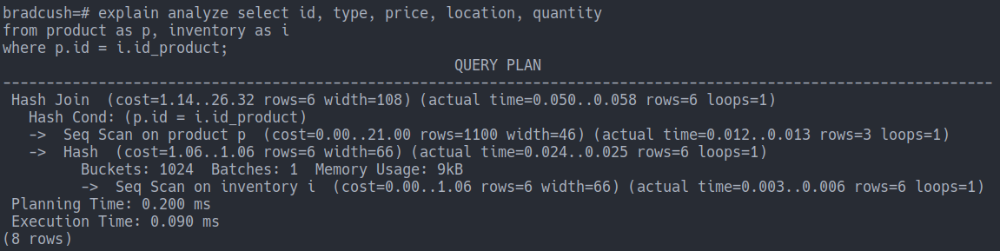 bradcush=# explain analyze select id, type, price, location, quantity
from product as p, inventory as i
where p.id = i.id_product;
QUERY PLAN
------------------------------------------------------------------------------------------------------------------
Hash Join  (cost=1.14..26.32 rows=6 width=108) (actual time=0.050..0.058 rows=6 loops=1)
  Hash Cond: (p.id = i.id_product)
  ->  Seq Scan on product p  (cost=0.00..21.00 rows=1100 width=46) (actual time=0.012..0.013 rows=3 loops=1)
  ->  Hash  (cost=1.06..1.06 rows=6 width=66) (actual time=0.024..0.025 rows=6 loops=1)
        Buckets: 1024  Batches: 1  Memory Usage: 9kB
        ->  Seq Scan on inventory i  (cost=0.00..1.06 rows=6 width=66) (actual time=0.003..0.006 rows=6 loops=1)
Planning Time: 0.200 ms
Execution Time: 0.090 ms
(8 rows)